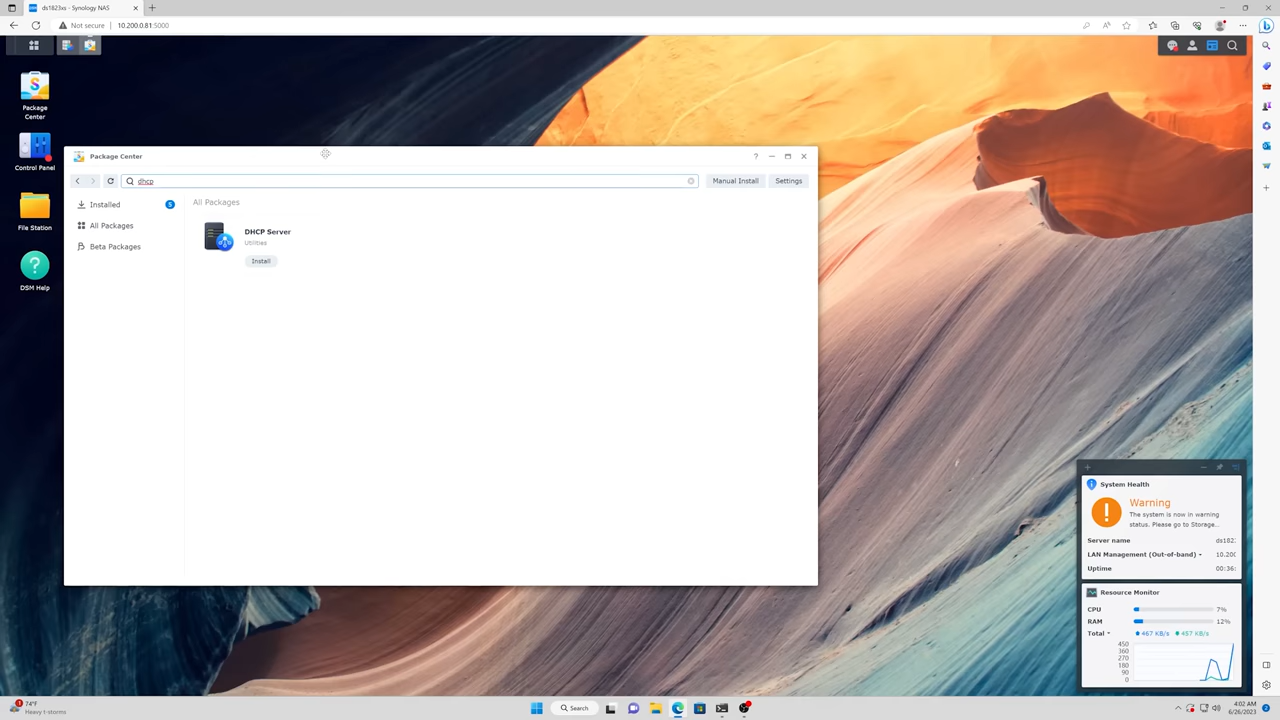 ds1823xs - Synology NAS
Not secure
10.200.0.81:5000
Package
Center
Control Panel
File Station
DSM Help
Package Center
dhcp
Manual Install
Settings
Installed
5
All Packages
Beta Packages
All Packages
DHCP Server
Utilities
Install
System Health
Warning
The system is now in warning
status. Please go to Storage...
Server name
ds182
LAN Management (Out-of-band)
10.200
Uptime
00:36:
Resource Monitor
CPU
7%
RAM
12%
Total
467 KB/s
457 KB/s
450
360
270
180
90
0
1
74°F
Heavy t-storms
Search
4:02 AM
6/26/2023
2